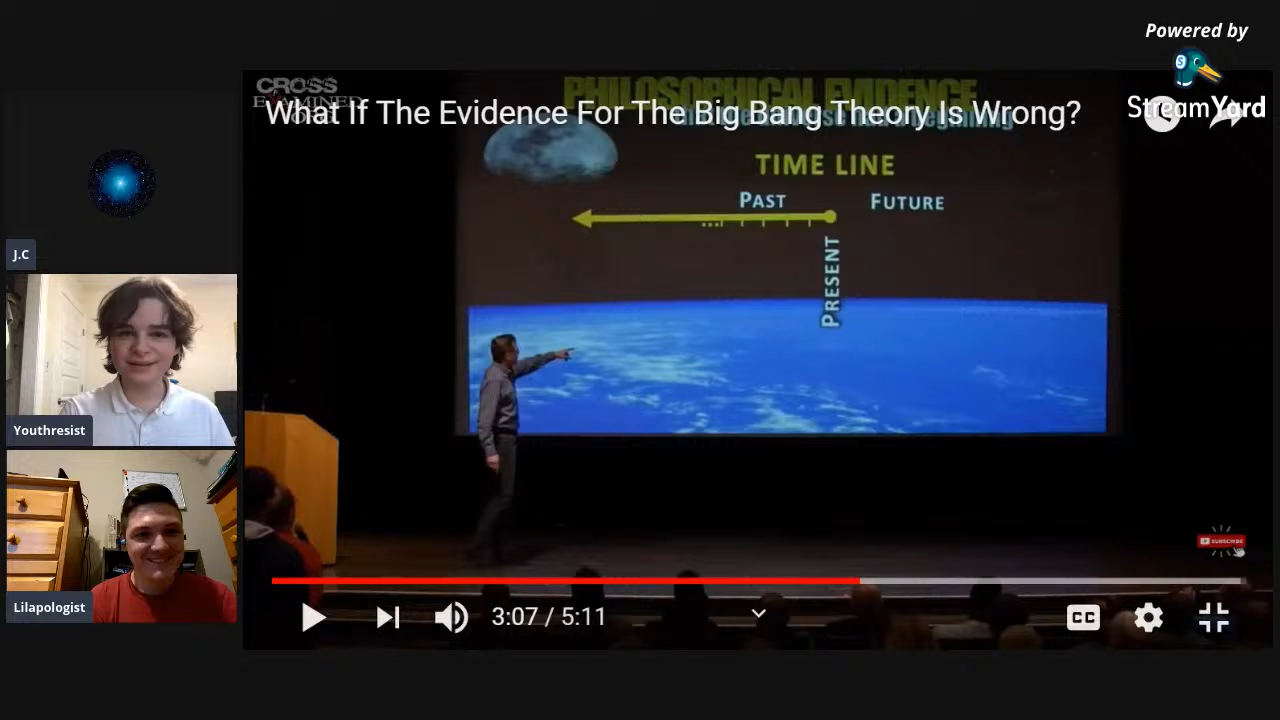 Powered by
StreamYard
CROSS
EXAMINED
What If The Evidence For The Big Bang Theory Is Wrong?
PHILOSOPHICAL EVIDENCE
TIME LINE
PAST
FUTURE
....
PRESENT
J.C
Youthresist
Lilapologist
SUBSCRIBE
3:07 / 5:11
CC